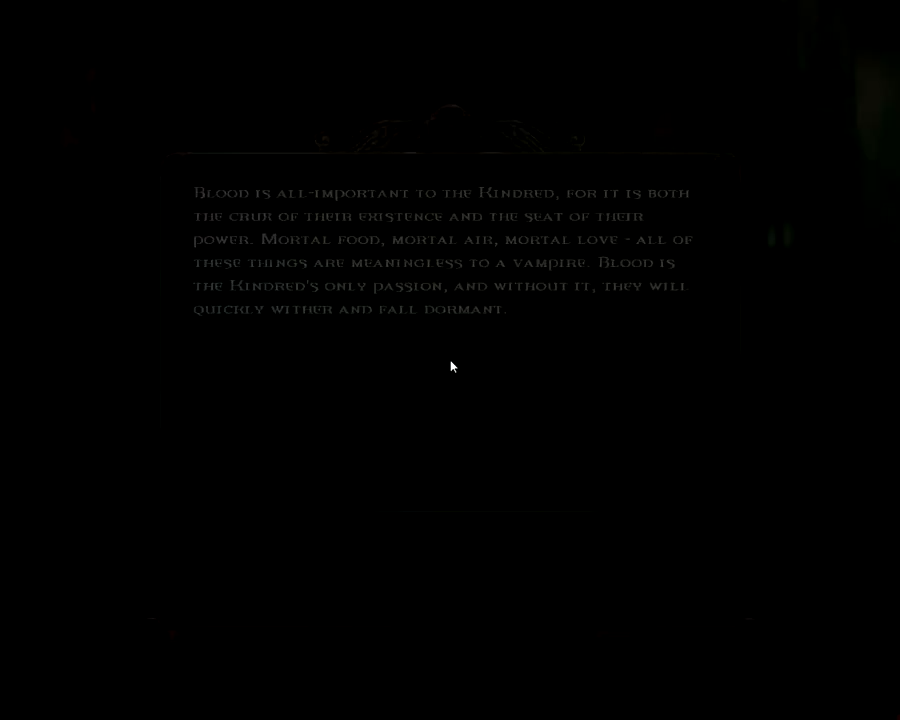 Blood is all-important to the Kindred, for it is both
the crux of their existence and the seat of their
power. Mortal food, mortal air, mortal love - all of
these things are meaningless to a vampire. Blood is
the Kindred's only passion, and without it, they will
quickly wither and fall dormant.